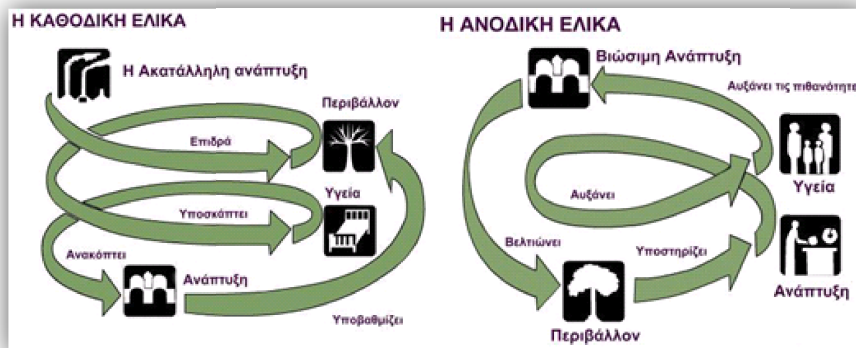 Η ΚΑΘΟΔΙΚΗ ΕΛΙΚΑ
Η Ακατάλληλη ανάπτυξη
Περιβάλλον
Επιδρά
Υγεία
Υποσκάπτει
Ανακόπτει
Ανάπτυξη
Υποβαθμίζει
Η ΑΝΟΔΙΚΗ ΕΛΙΚΑ
Βιώσιμη Ανάπτυξη
Αυξάνει τις πιθανότητε
Υγεία
Αυξάνει
Βελτιώνει
Υποστηρίζει
Ανάπτυξη
Περιβάλλον